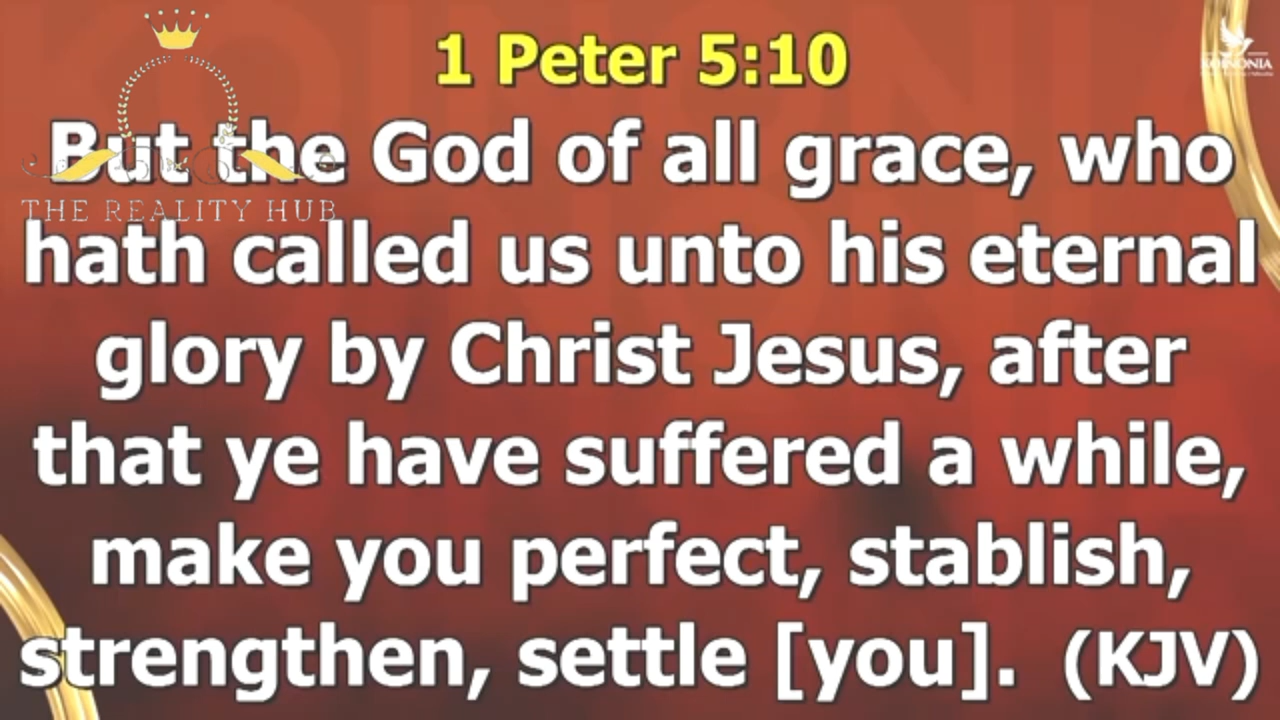 1 Peter 5:10
But the God of all grace, who
THE REALITY HUB
hath called us unto his eternal
glory by Christ Jesus, after
that ye have suffered a while,
make you perfect, stablish,
strengthen, settle [you]. (KJV)
KOINONIA